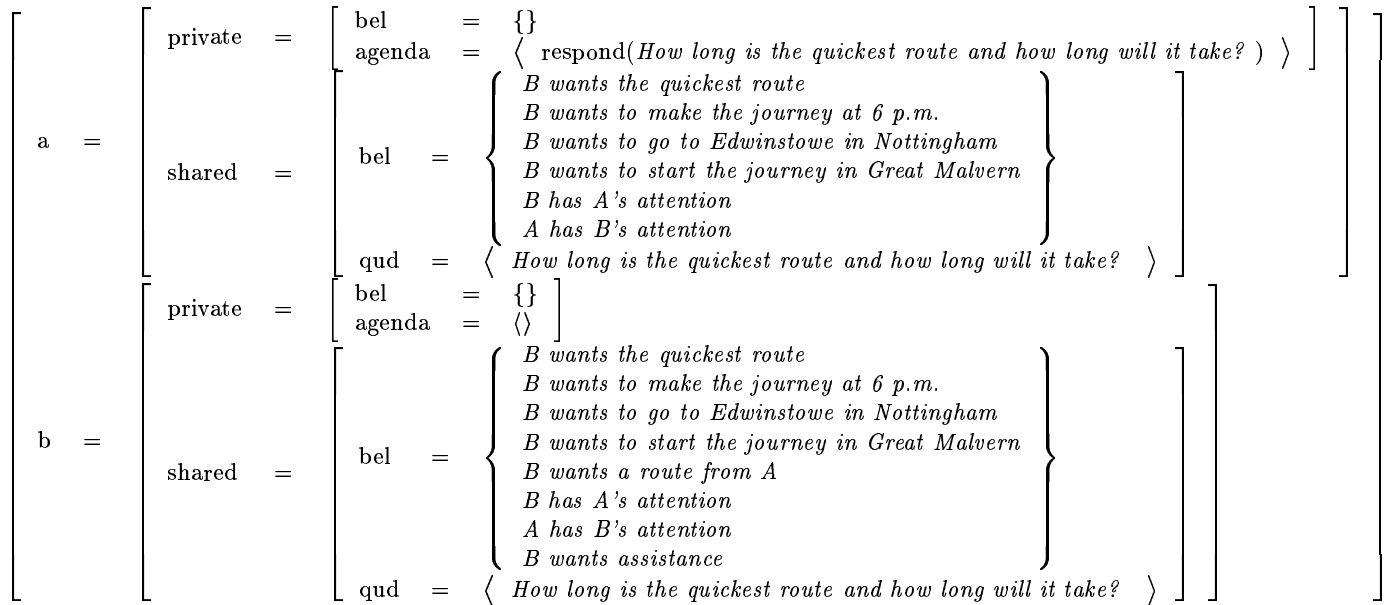 bel = {}
private =
agenda = ⟨ respond(How long is the quickest route and how long will it take? ) ⟩
B wants the quickest route
B wants to make the journey at 6 p.m.
a =
B wants to go to Edwinstowe in Nottingham
bel =
shared =
B wants to start the journey in Great Malvern
B has A's attention
A has B's attention
qud = ⟨ How long is the quickest route and how long will it take? ⟩
bel = {}
private =
agenda = ⟨⟩
B wants the quickest route
B wants to make the journey at 6 p.m.
B wants to go to Edwinstowe in Nottingham
b =
bel =
B wants to start the journey in Great Malvern
shared =
B wants a route from A
B has A's attention
A has B's attention
B wants assistance
qud = ⟨ How long is the quickest route and how long will it take? ⟩